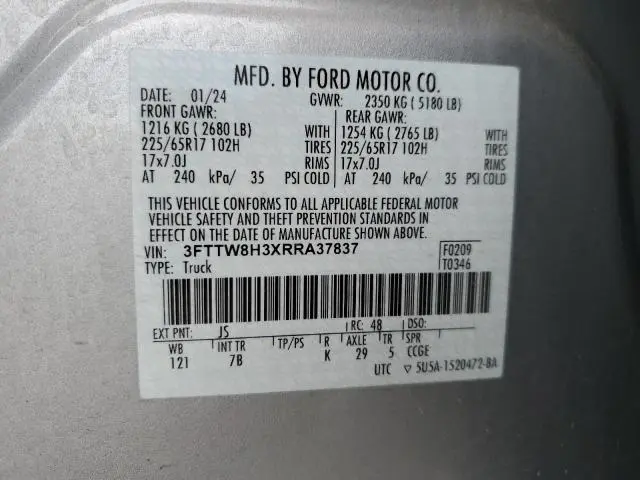 MFD. BY FORD MOTOR CO.
DATE: 01/24 GVWR: 2350 KG ( 5180 LB)
FRONT GAWR: REAR GAWR:
1216 KG ( 2680 LB) WITH 1254 KG ( 2765 LB) WITH
225/65R17 102H TIRES 225/65R17 102H TIRES
17x7.0J RIMS 17x7.0J RIMS
AT 240 kPa/ 35 PSI COLD AT 240 kPa/ 35 PSI COLD
THIS VEHICLE CONFORMS TO ALL APPLICABLE FEDERAL MOTOR
VEHICLE SAFETY AND THEFT PREVENTION STANDARDS IN
EFFECT ON THE DATE OF MANUFACTURE SHOWN ABOVE.
VIN: 3FTTW8H3XRRA37837 F0209
TYPE: Truck T0346
EXT PNT: JS RC: 48 DSO:
WB INT TR TP/PS R AXLE TR SPR
121 7B K 29 5 CCGE
UTC ▽ 5U5A-1520472-BA